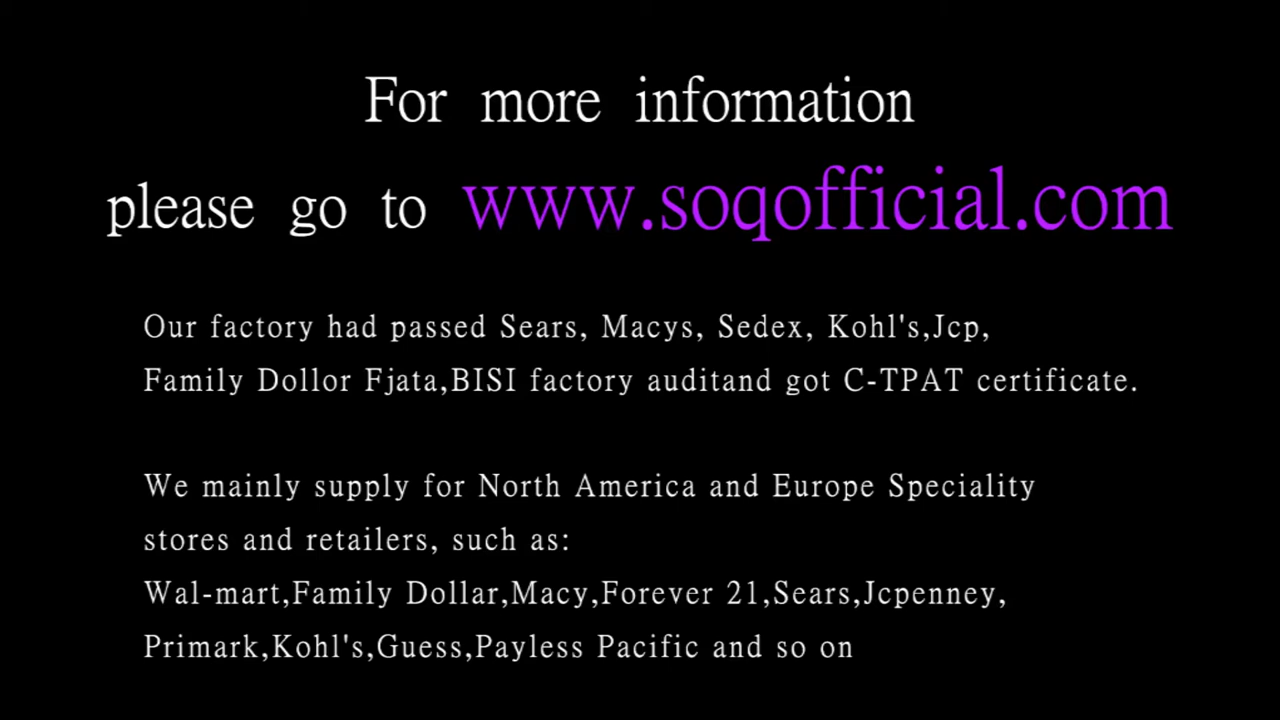 For more information
please go to www.soqofficial.com
Our factory had passed Sears, Macys, Sedex, Kohl's,Jcp,
Family Dollor Fjata,BISI factory auditand got C-TPAT certificate.
We mainly supply for North America and Europe Speciality
stores and retailers, such as:
Wal-mart,Family Dollar,Macy,Forever 21,Sears,Jcpenney,
Primark,Kohl's,Guess,Payless Pacific and so on